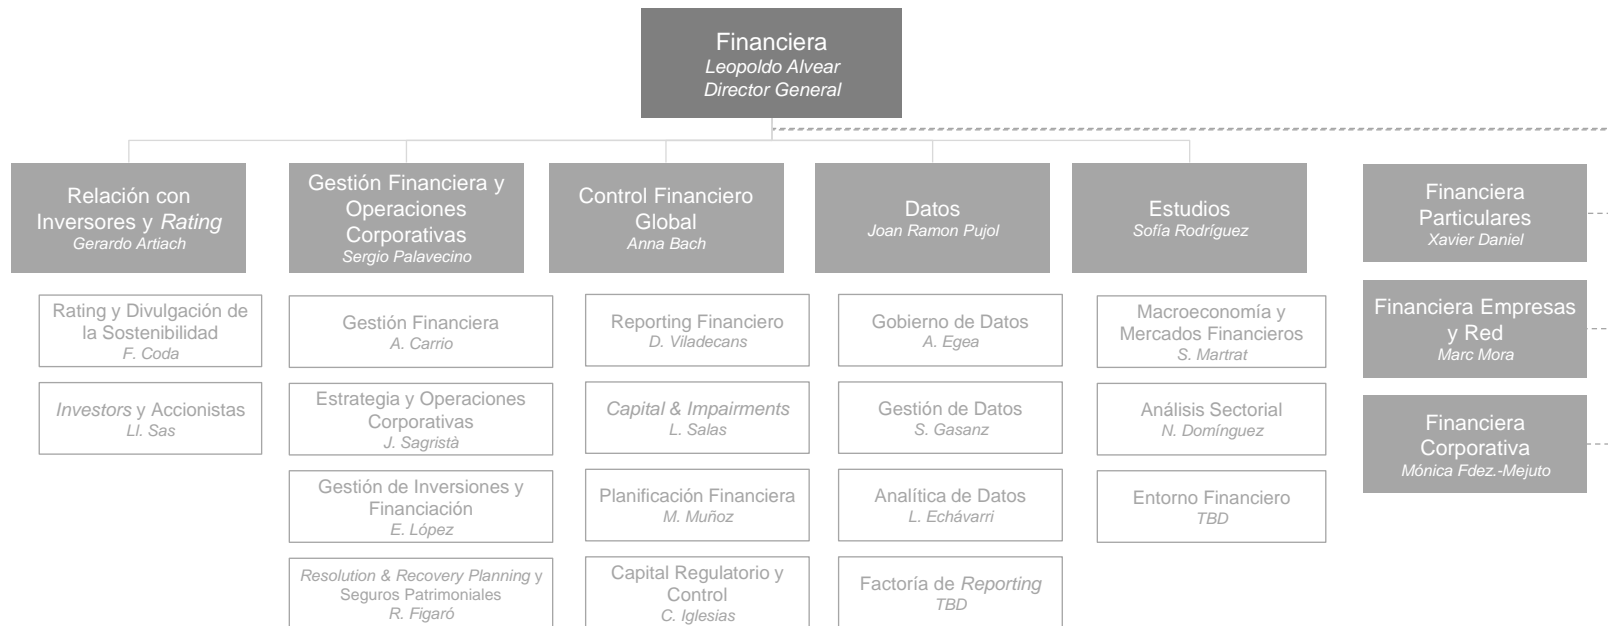 Financiera
Leopoldo Alvear
Director General
Relación con
Inversores y Rating
Gerardo Artiach
Gestión Financiera y
Operaciones
Corporativas
Sergio Palavecino
Control Financiero
Global
Anna Bach
Datos
Joan Ramon Pujol
Estudios
Sofía Rodríguez
Financiera
Particulares
Xavier Daniel
Rating y Divulgación de
la Sostenibilidad
F. Coda
Gestión Financiera
A. Carrio
Reporting Financiero
D. Viladecans
Gobierno de Datos
A. Egea
Macroeconomía y
Mercados Financieros
S. Martrat
Financiera Empresas
y Red
Marc Mora
Investors y Accionistas
Ll. Sas
Estrategia y Operaciones
Corporativas
J. Sagristà
Capital & Impairments
L. Salas
Gestión de Datos
S. Gasanz
Análisis Sectorial
N. Domínguez
Financiera
Corporativa
Mónica Fdez.-Mejuto
Gestión de Inversiones y
Financiación
E. López
Planificación Financiera
M. Muñoz
Analítica de Datos
L. Echávarri
Entorno Financiero
TBD
Resolution & Recovery Planning y
Seguros Patrimoniales
R. Figaró
Capital Regulatorio y
Control
C. Iglesias
Factoría de Reporting
TBD